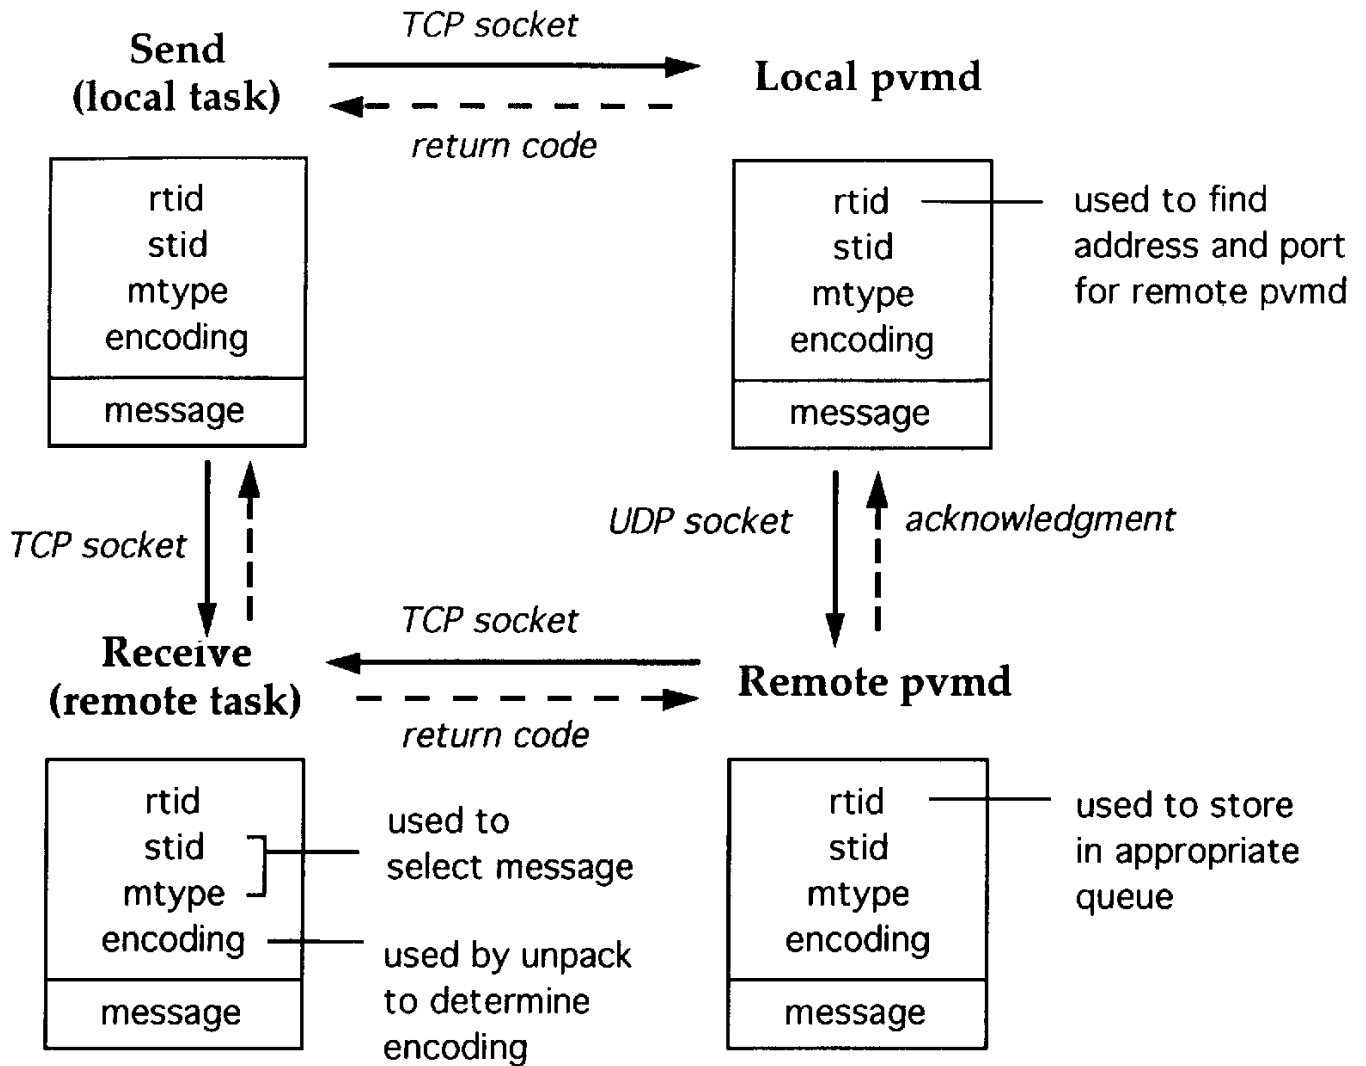 TCP socket
Send
(local task)
Local pvmd
return code
rtid
stid
mtype
encoding
message
rtid
stid
mtype
encoding
message
used to find
address and port
for remote pvmd
TCP socket
UDP socket
acknowledgment
TCP socket
Receive
(remote task)
Remote pvmd
return code
rtid
stid
mtype
encoding
message
used to
select message
used by unpack
to determine
encoding
rtid
stid
mtype
encoding
message
used to store
in appropriate
queue